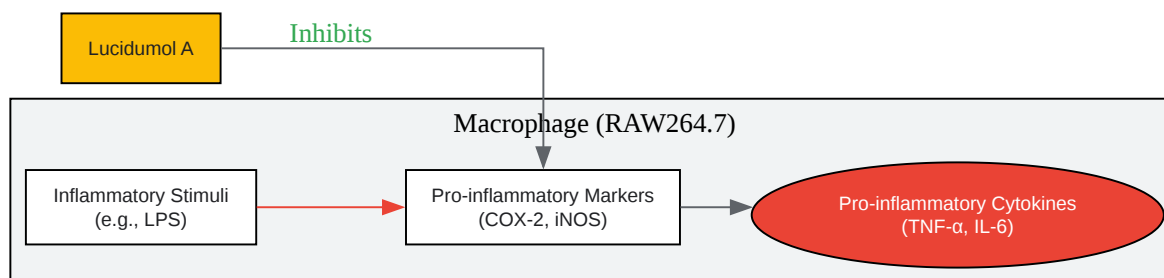 Lucidumol A
Inhibits
Macrophage (RAW264.7)
Inflammatory Stimuli
(e.g., LPS)
Pro-inflammatory Markers
(COX-2, iNOS)
Pro-inflammatory Cytokines
(TNF-α, IL-6)